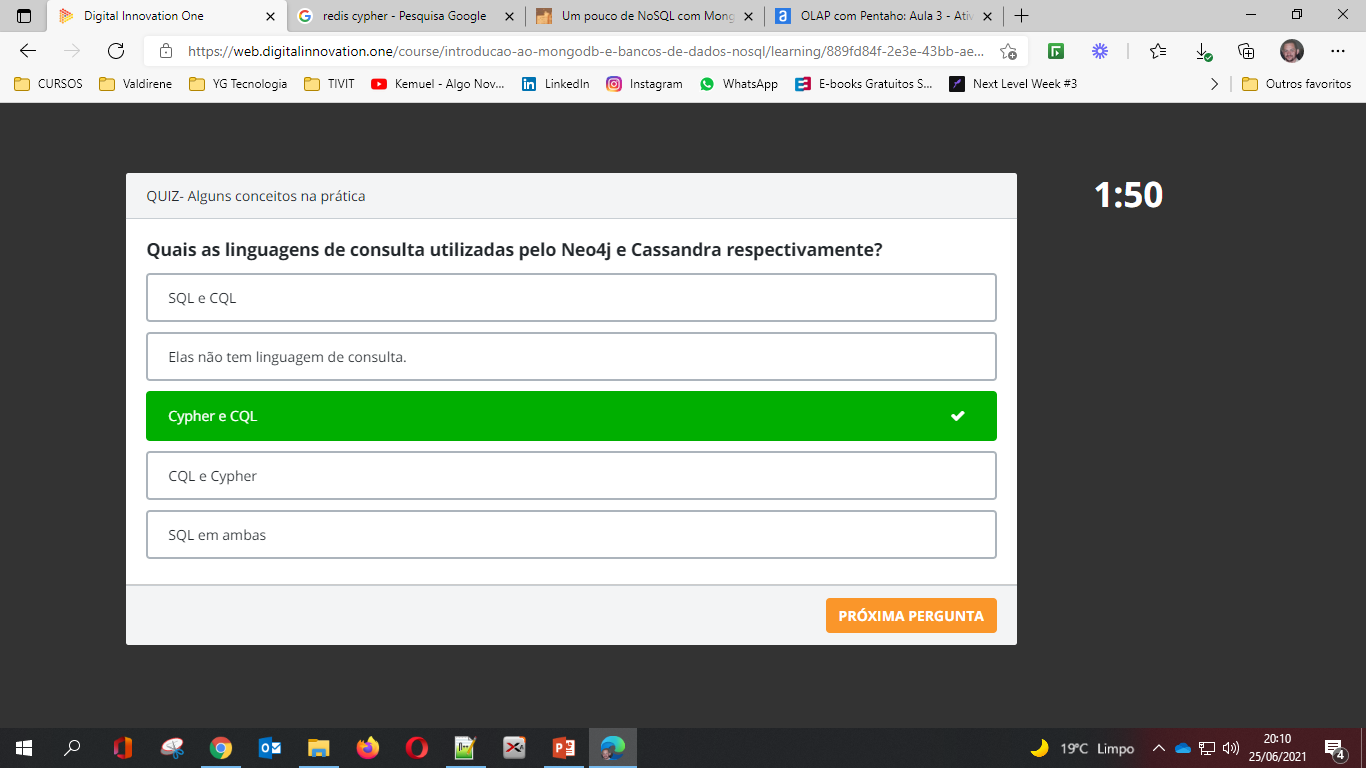 Digital Innovation One
redis cypher - Pesquisa Google
Um pouco de NoSQL com Mong
OLAP com Pentaho: Aula 3 - Ativ
https://web.digitalinnovation.one/course/introducao-ao-mongodb-e-bancos-de-dados-nosql/learning/889fd84f-2e3e-43bb-ae...
CURSOS
Valdirene
YG Tecnologia
TIVIT
Kemuel - Algo Nov...
LinkedIn
Instagram
WhatsApp
E-books Gratuitos S...
Next Level Week #3
Outros favoritos
QUIZ- Alguns conceitos na prática
1:50
Quais as linguagens de consulta utilizadas pelo Neo4j e Cassandra respectivamente?
SQL e CQL
Elas não tem linguagem de consulta.
Cypher e CQL
CQL e Cypher
SQL em ambas
PRÓXIMA PERGUNTA
19°C Limpo
20:10
25/06/2021
4